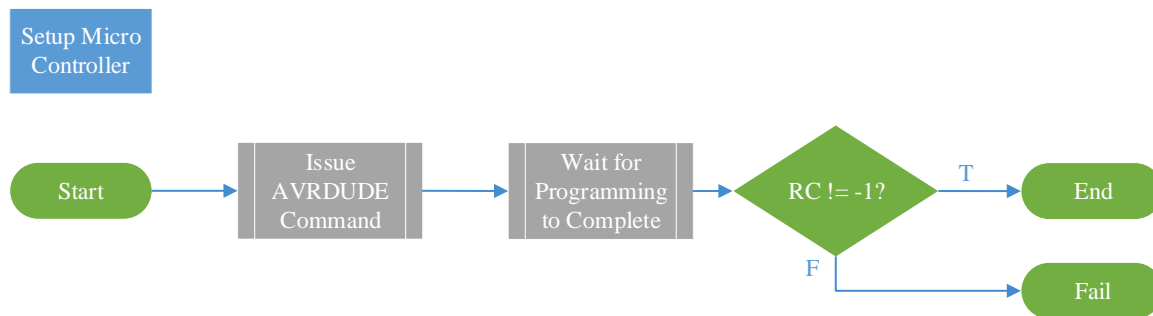 Setup Micro
Controller
Start
Issue
AVRDUDE
Command
Wait for
Programming
to Complete
RC != -1?
T
End
F
Fail